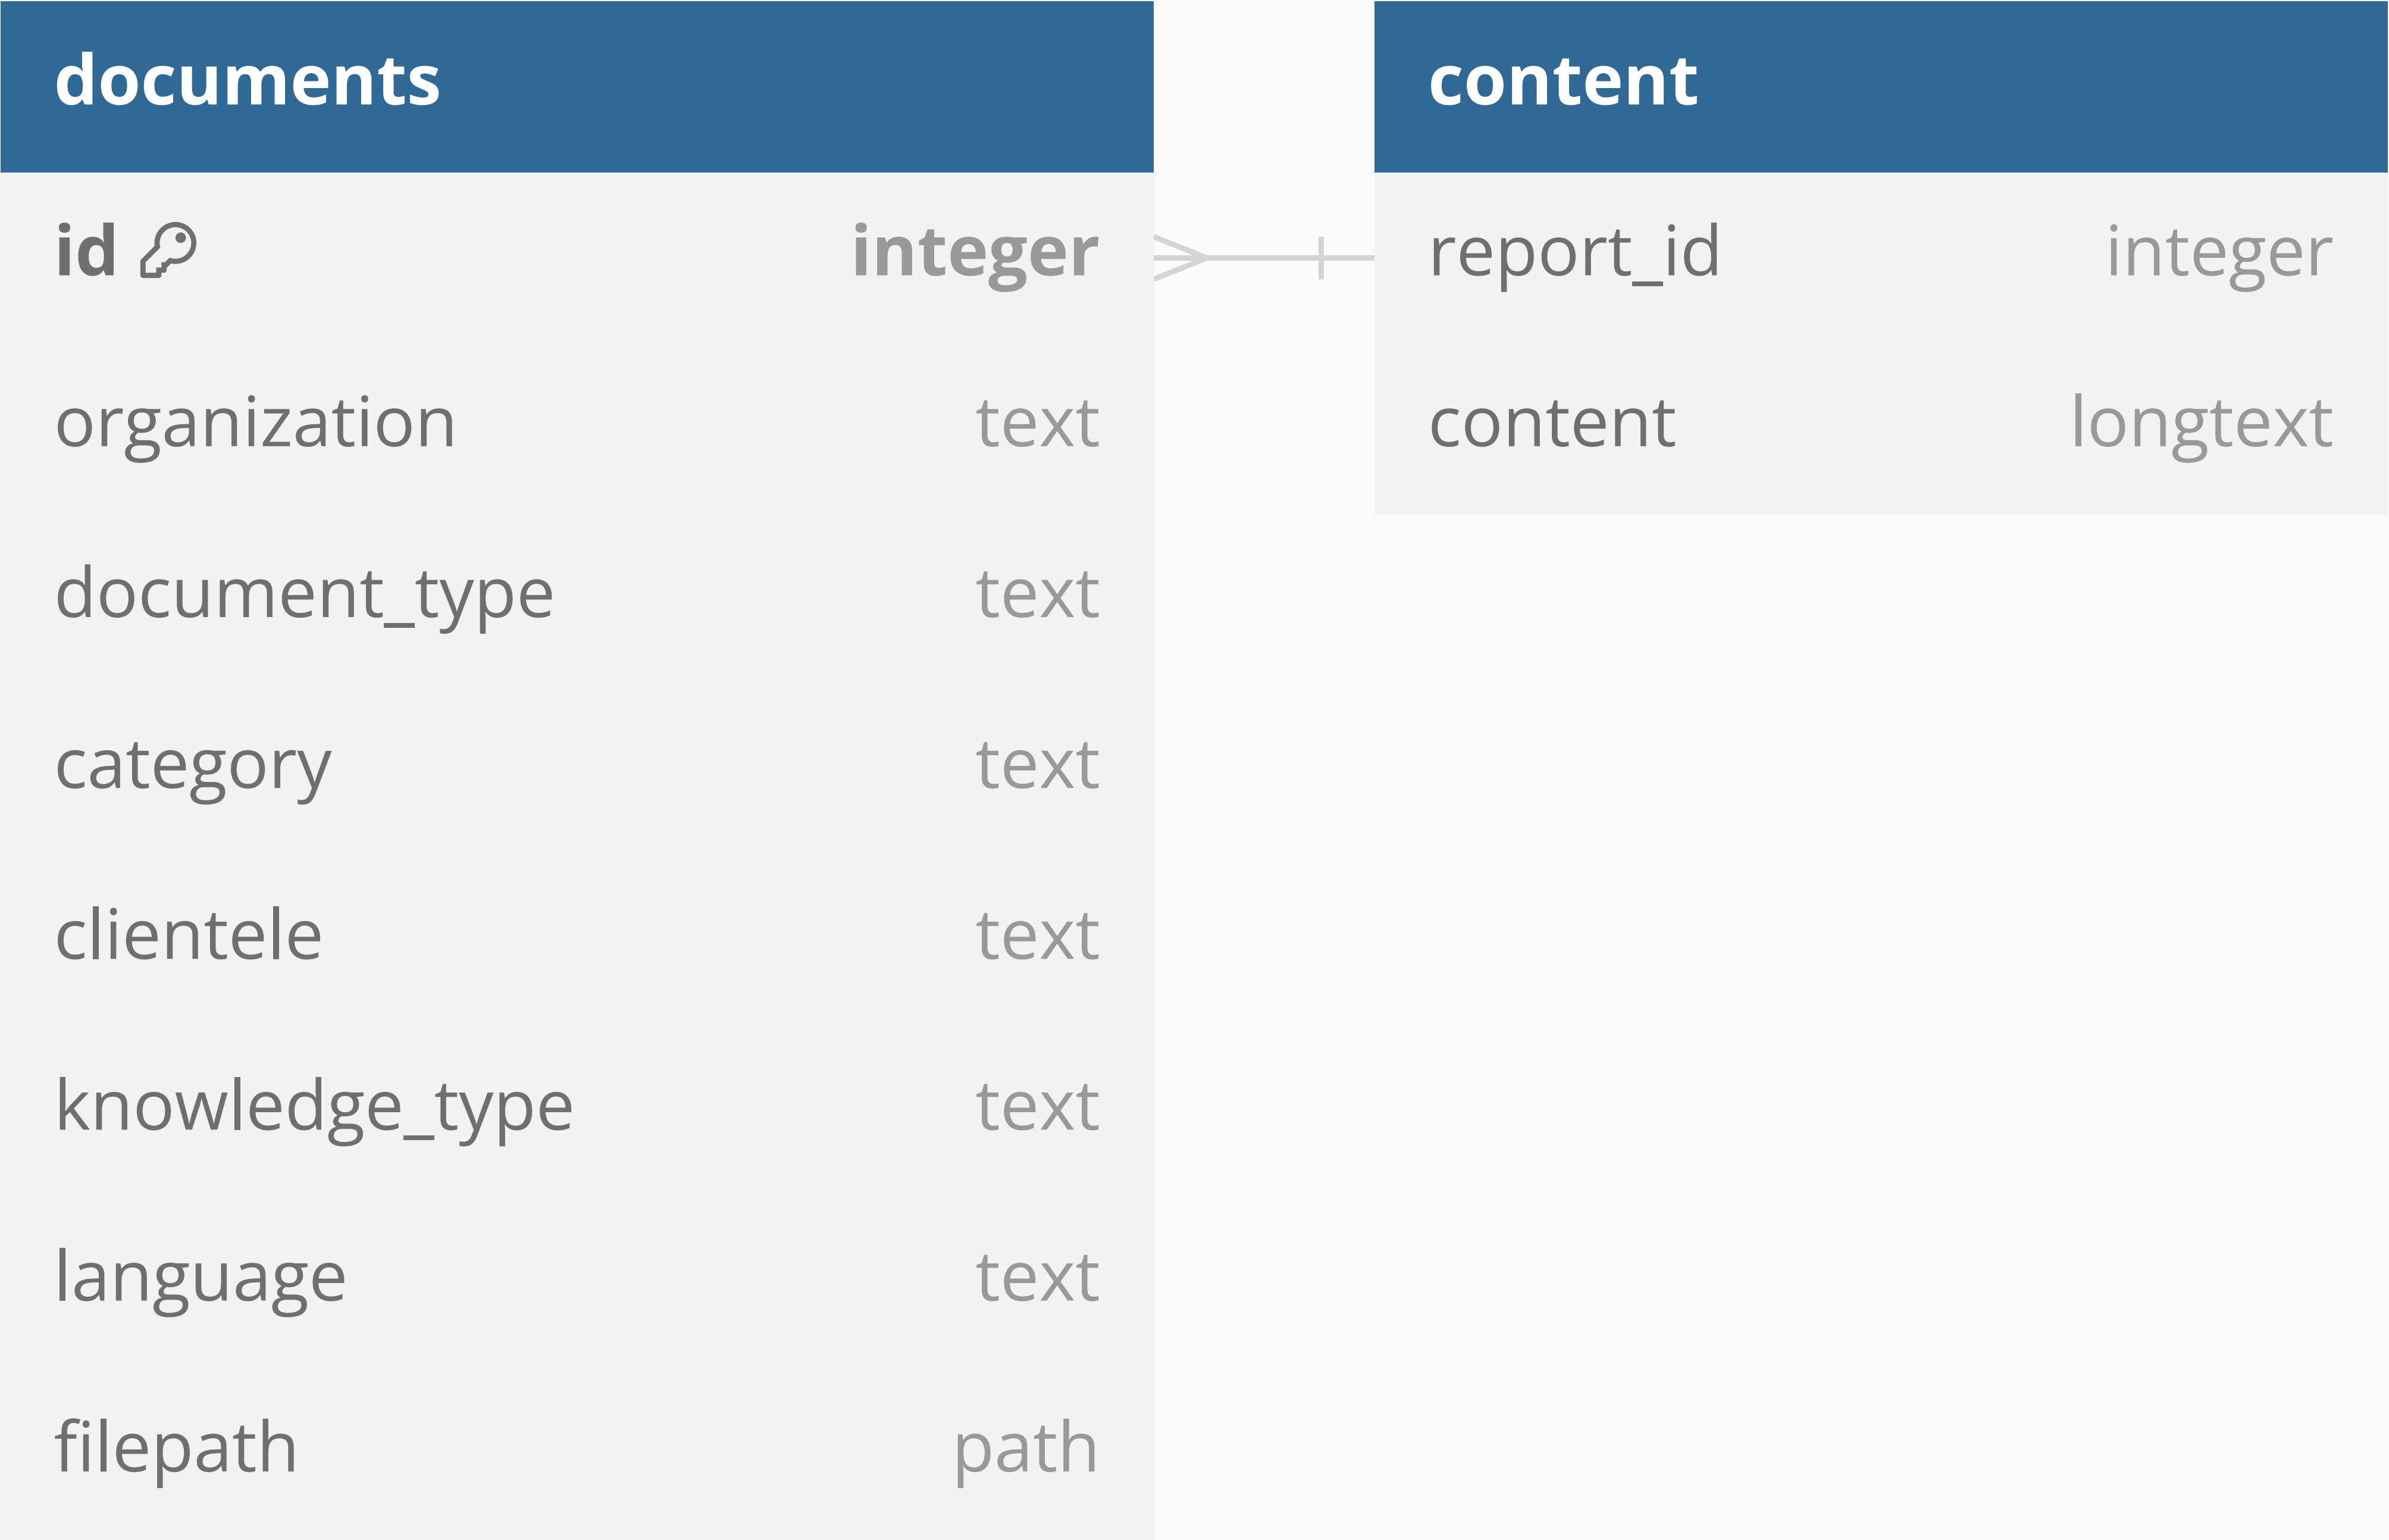 documents
id integer
organization text
document_type text
category text
clientele text
knowledge_type text
language text
filepath path
content
report_id integer
content longtext